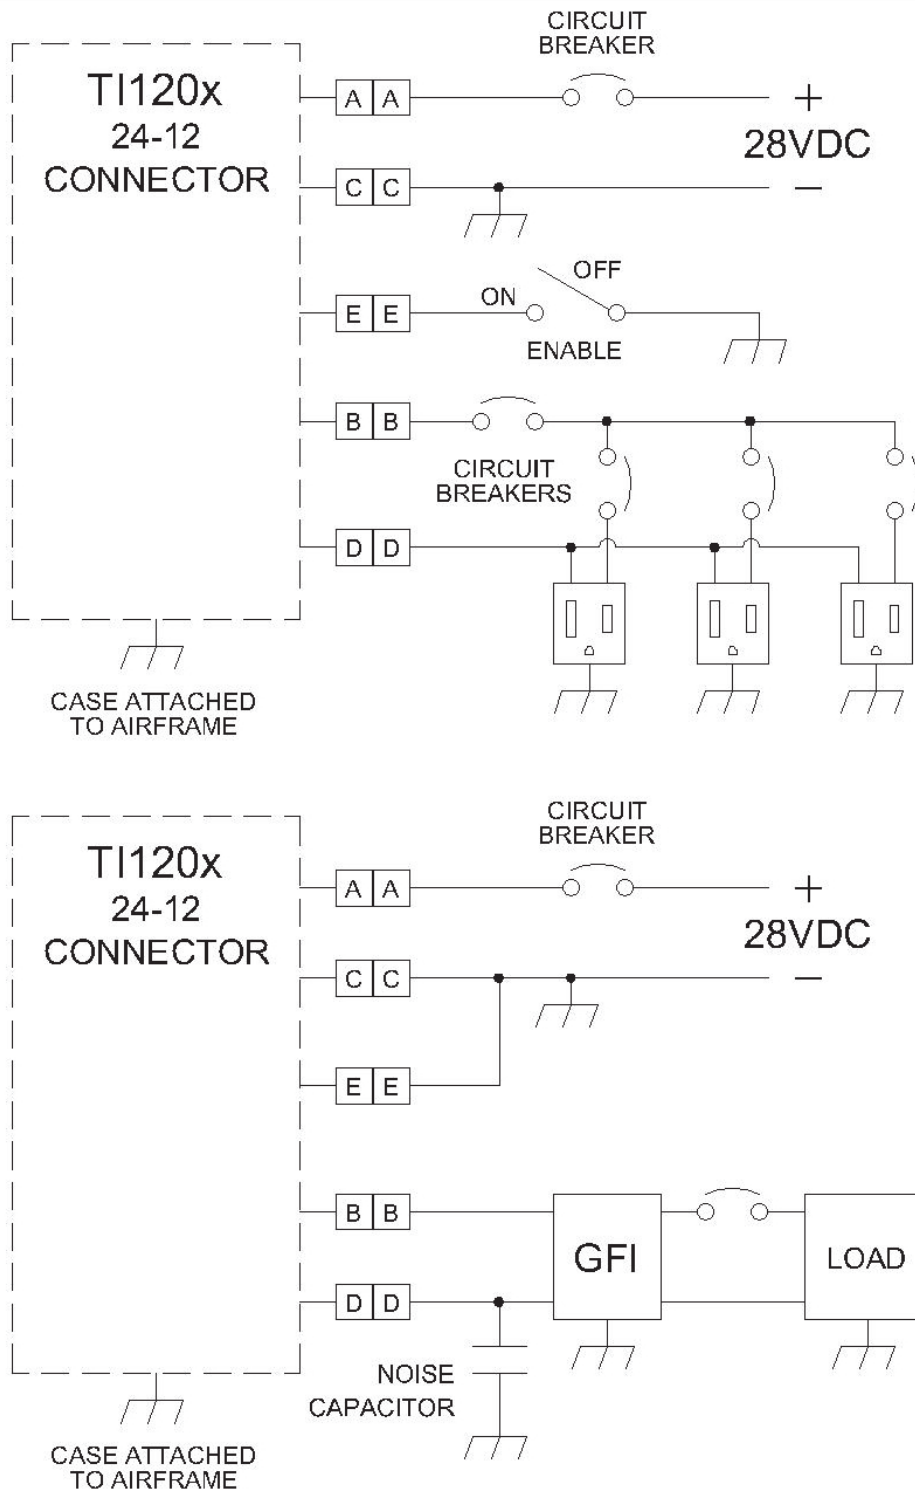 CIRCUIT
BREAKER
TI120x
24-12
CONNECTOR
A A
+
28VDC
C C
−
OFF
ON
E E
ENABLE
B B
CIRCUIT
BREAKERS
D D
CASE ATTACHED
TO AIRFRAME
CIRCUIT
BREAKER
TI120x
24-12
CONNECTOR
A A
+
28VDC
C C
−
E E
B B
GFI
LOAD
D D
NOISE
CAPACITOR
CASE ATTACHED
TO AIRFRAME